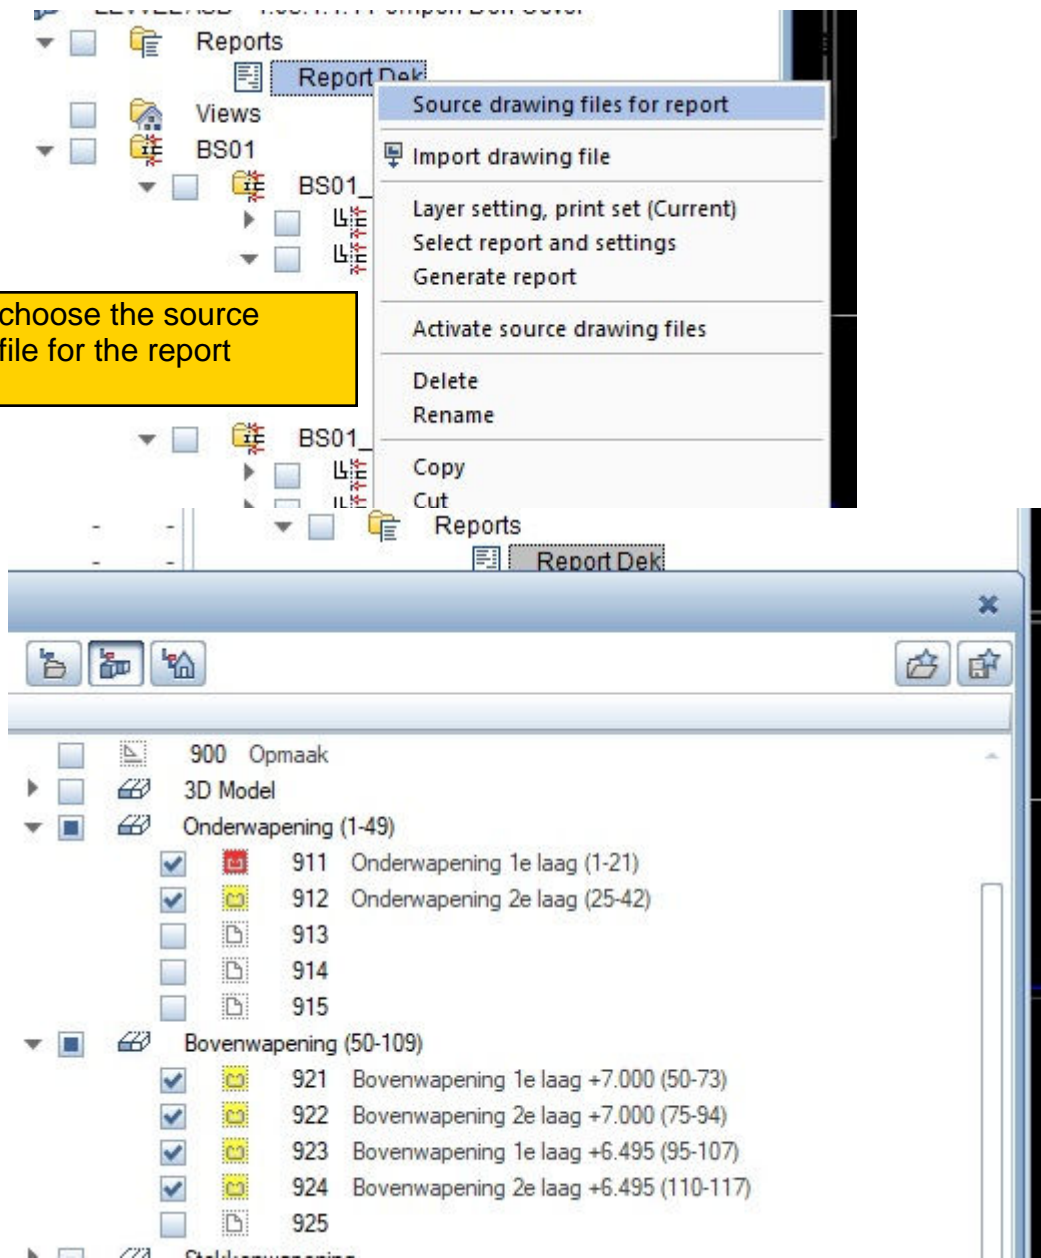 Reports
Report Dek
Views
BS01
BS01_
Source drawing files for report
Import drawing file
Layer setting, print set (Current)
Select report and settings
Generate report
Activate source drawing files
Delete
Rename
Copy
Cut
choose the source
file for the report
BS01_
Reports
Report Dek
900 Opmaak
3D Model
Onderwapening (1-49)
911 Onderwapening 1e laag (1-21)
912 Onderwapening 2e laag (25-42)
913
914
915
Bovenwapening (50-109)
921 Bovenwapening 1e laag +7.000 (50-73)
922 Bovenwapening 2e laag +7.000 (75-94)
923 Bovenwapening 1e laag +6.495 (95-107)
924 Bovenwapening 2e laag +6.495 (110-117)
925